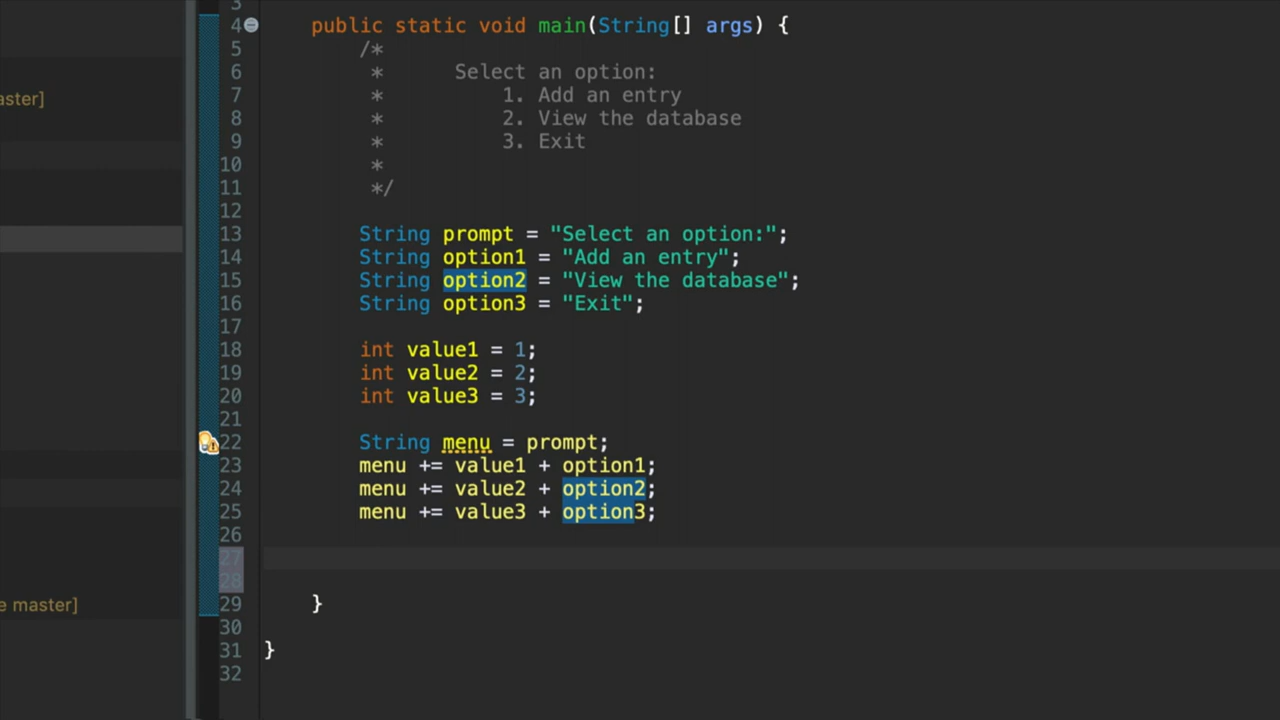 3
4 public static void main(String[] args) {
5 /*
6 * Select an option:
7 * 1. Add an entry
aster]
8 * 2. View the database
9 * 3. Exit
10 *
11 */
12
13 String prompt = "Select an option:";
14 String option1 = "Add an entry";
15 String option2 = "View the database";
16 String option3 = "Exit";
17
18 int value1 = 1;
19 int value2 = 2;
20 int value3 = 3;
21
22 String menu = prompt;
23 menu += value1 + option1;
24 menu += value2 + option2;
25 menu += value3 + option3;
26
27
28
29 }
e master]
30
31 }
32